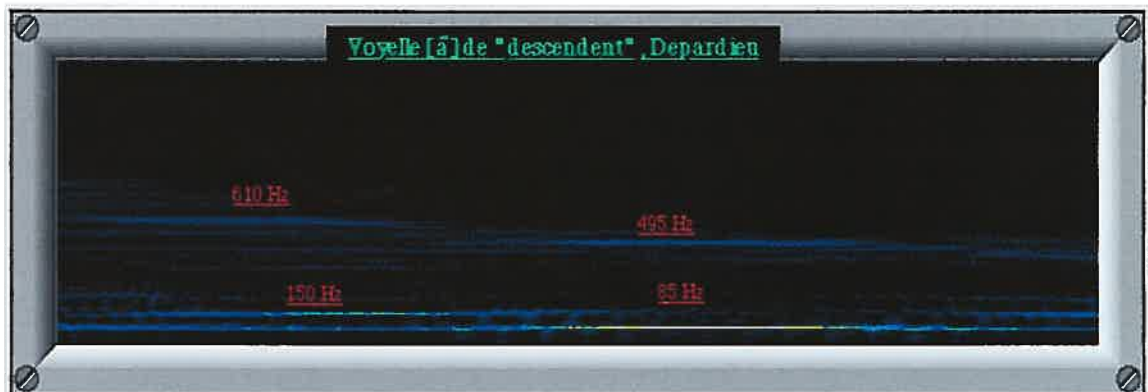 Voyelle [ã] de "descendent", Depardieu
610 Hz
495 Hz
150 Hz
85 Hz